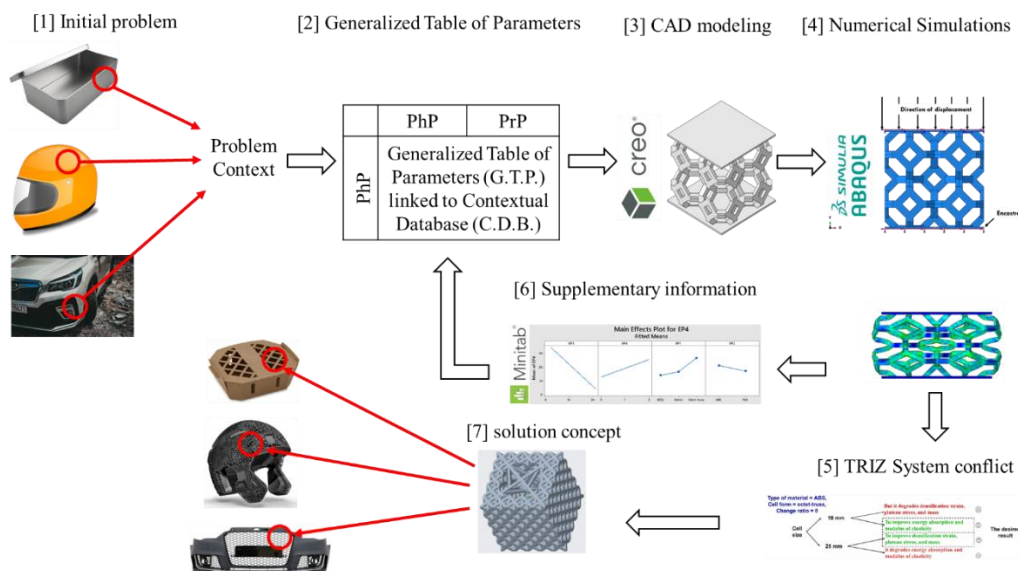 [1] Initial problem
[2] Generalized Table of Parameters
[3] CAD modeling
[4] Numerical Simulations
Problem
Context
PhP
PrP
PhP
Generalized Table of
Parameters (G.T.P.)
linked to Contextual
Database (C.D.B.)
creo
Direction of displacement
SIMULIA
ABAQUS
Encastre
[6] Supplementary information
Minitab®
Main Effects Plot for EP4
Fitted Means
[7] solution concept
[5] TRIZ System conflict
Type of material = ABS,
Cell form = octet-truss,
Change ratio = 0
Cell
size
10 mm
25 mm
But it degrades densification strain,
plateau stress, and mass
To improve energy absorption and
modulus of elasticity
To improve densification strain,
plateau stress, and mass
it degrades energy absorption and
modulus of elasticity
The desired
result